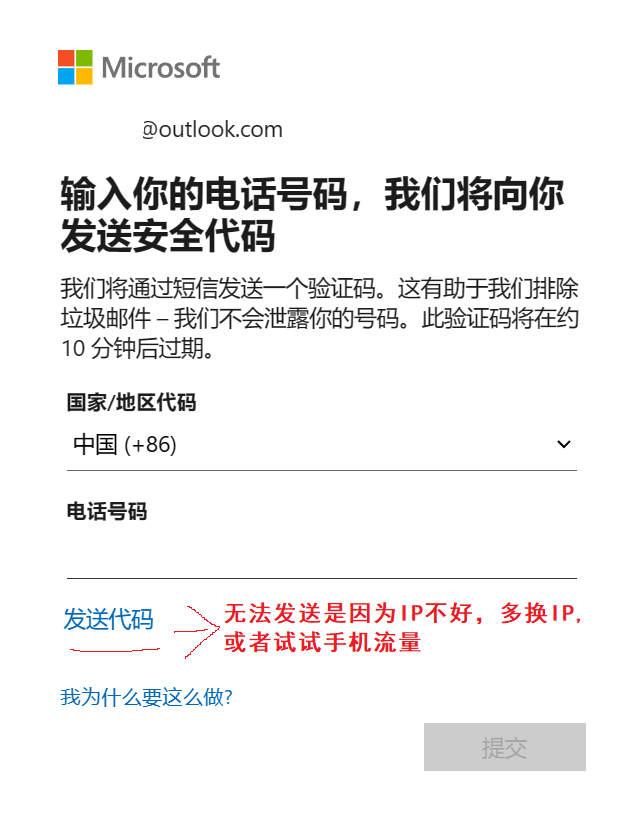 Microsoft
@outlook.com
输入你的电话号码，我们将向你
发送安全代码
我们将通过短信发送一个验证码。这有助于我们排除
垃圾邮件 – 我们不会泄露你的号码。此验证码将在约
10 分钟后过期。
国家/地区代码
中国 (+86)
电话号码
发送代码
无法发送是因为IP不好，多换IP,
或者试试手机流量
我为什么要这么做?
提交